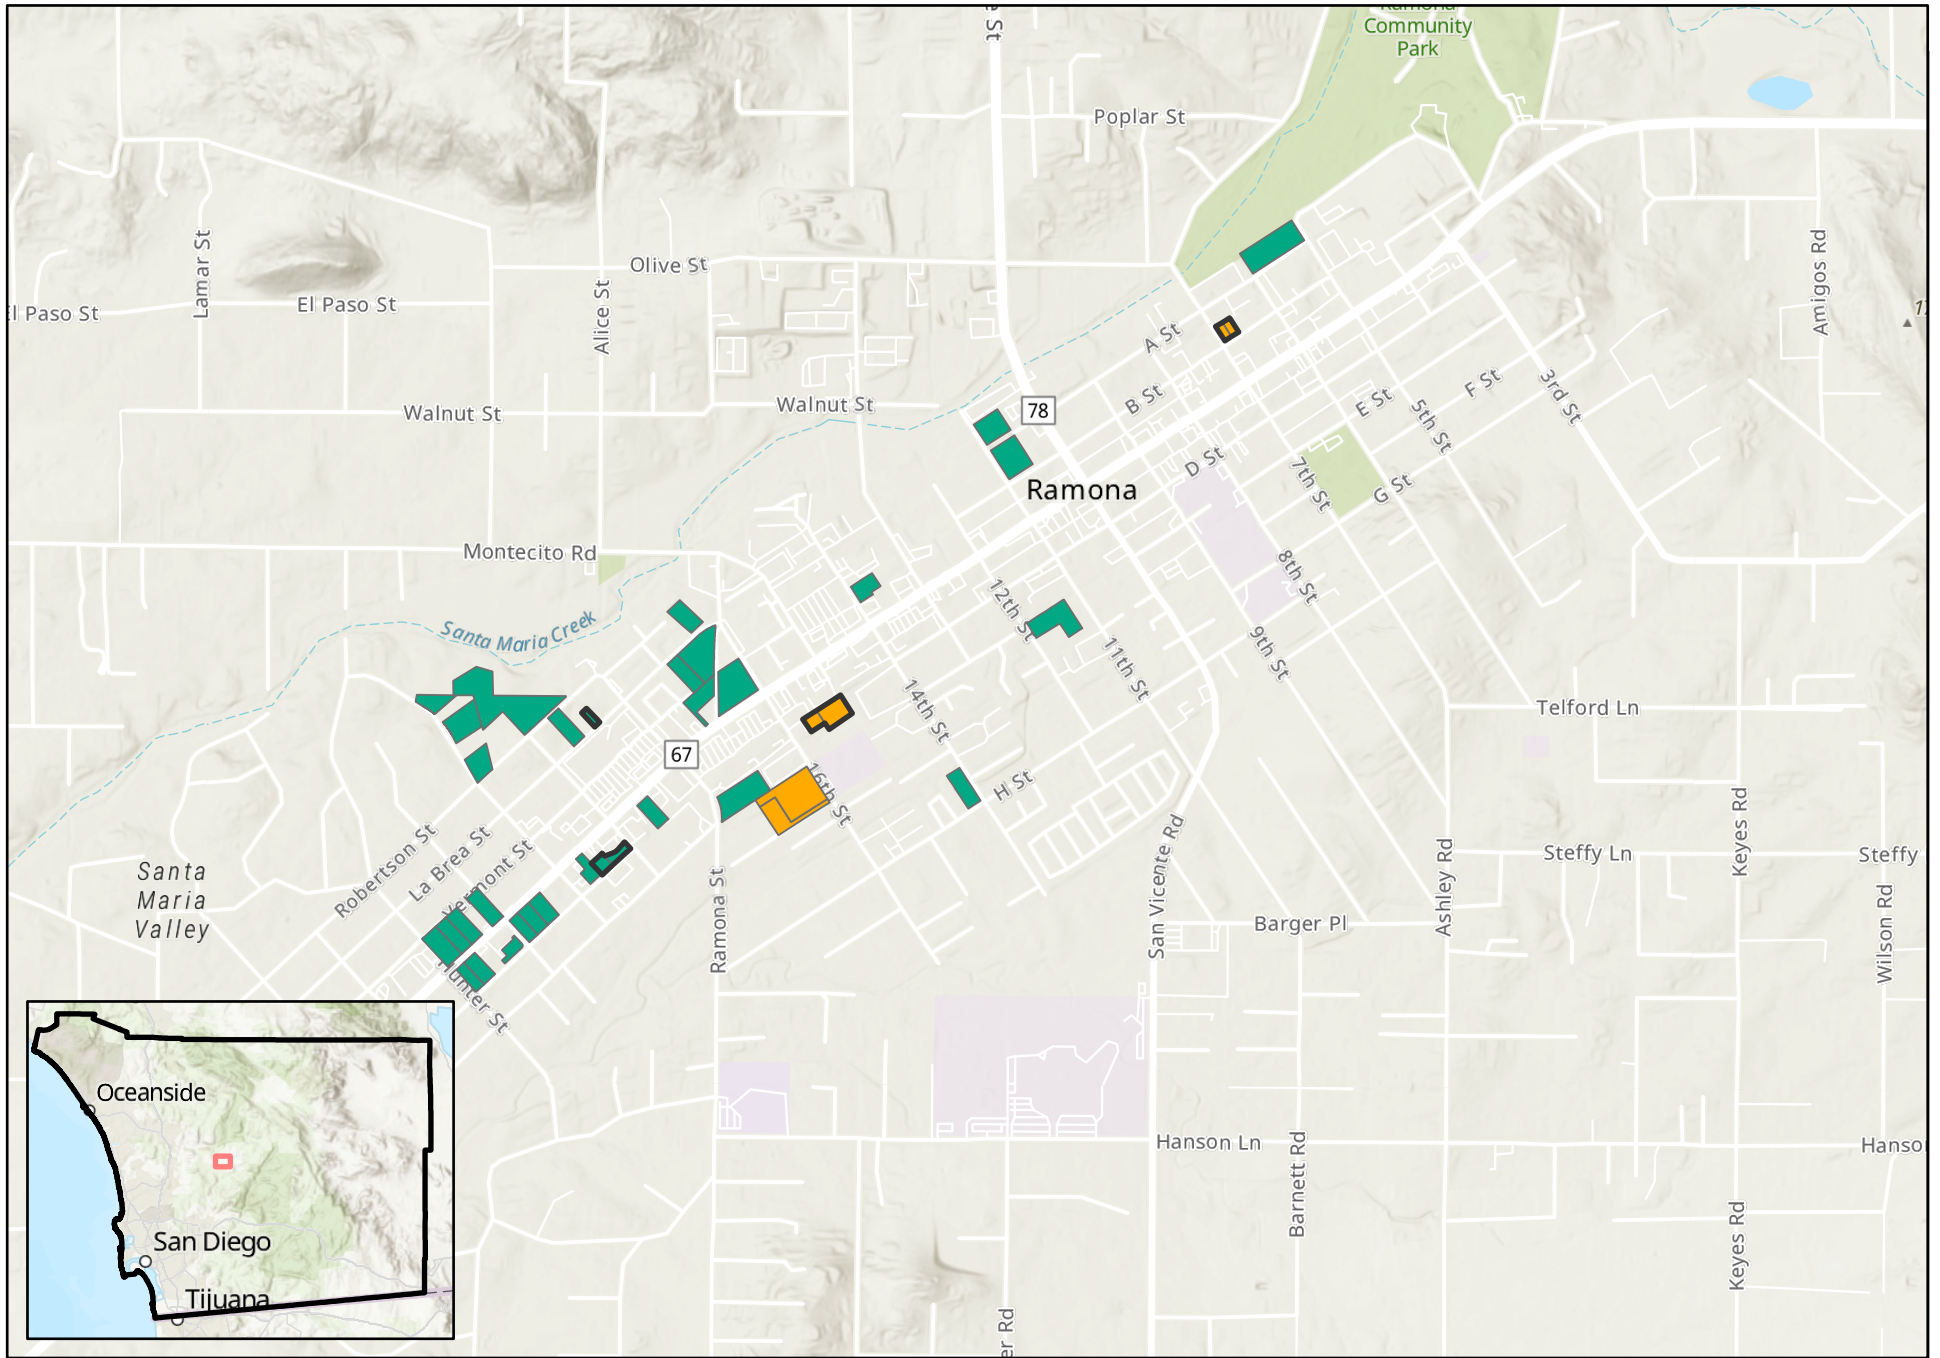 Ramona
Community
Park
Poplar St
Olive St
Lamar St
El Paso St
El Paso St
Alice St
Amigos Rd
A St
Walnut St
Walnut St
78
B St
E St
F St
3rd St
5th St
D St
7th St
G St
Ramona
Montecito Rd
8th St
12th St
Santa Maria Creek
9th St
11th St
14th St
Telford Ln
67
16th St
H St
Keyes Rd
Robertson St
La Brea St
Vermont St
San Vicente Rd
Ashley Rd
Steffy Ln
Steffy
Santa
Maria
Valley
Ramona St
Barger Pl
Wilson Rd
Hunter St
Oceanside
San Diego
Tijuana
Hanson Ln
Barnett Rd
Keyes Rd